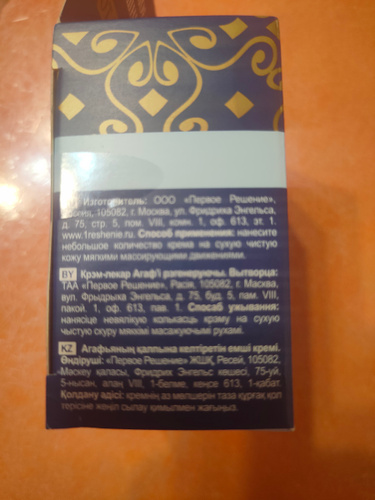 Изготовитель: ООО «Первое Решение»,
105082, г. Москва, ул. Фридриха Энгельса,
д. 75, стр. 5, пом. VIII, комн. 1, оф. 613, эт. 1.
www.1reshenie.ru. Способ применения: нанесите
небольшое количество крема на сухую чистую
кожу мягкими массирующими движениями.
BY Крэм-лекар Агаф'і рэгенеруючы. Вытворца:
ТАА «Первое Решение», Расія, 105082, г. Масква,
вул. Фрыдрыха Энгельса, д. 75, буд. 5, пам. VIII,
пакой. 1, оф. 613, пав. 1. Спосаб ужывання:
нанясіце невялікую колькасць крэму на сухую
чыстую скуру мяккімі масажуючымі рухамі.
KZ Агафьяның қалпына келтіретін емші кремі.
Өндіруші: «Первое Решение» ЖШҚ, Ресей, 105082,
Мәскеу қаласы, Фридрих Энгельс көшесі, 75-үй,
5-нысан, алаң VIII, 1-бөлме, кеңсе 613, 1-қабат.
Қолдану әдісі: кремнің аз мөлшерін таза құрғақ қол
терісіне жеңіл сылау қимылмен жағыңыз.